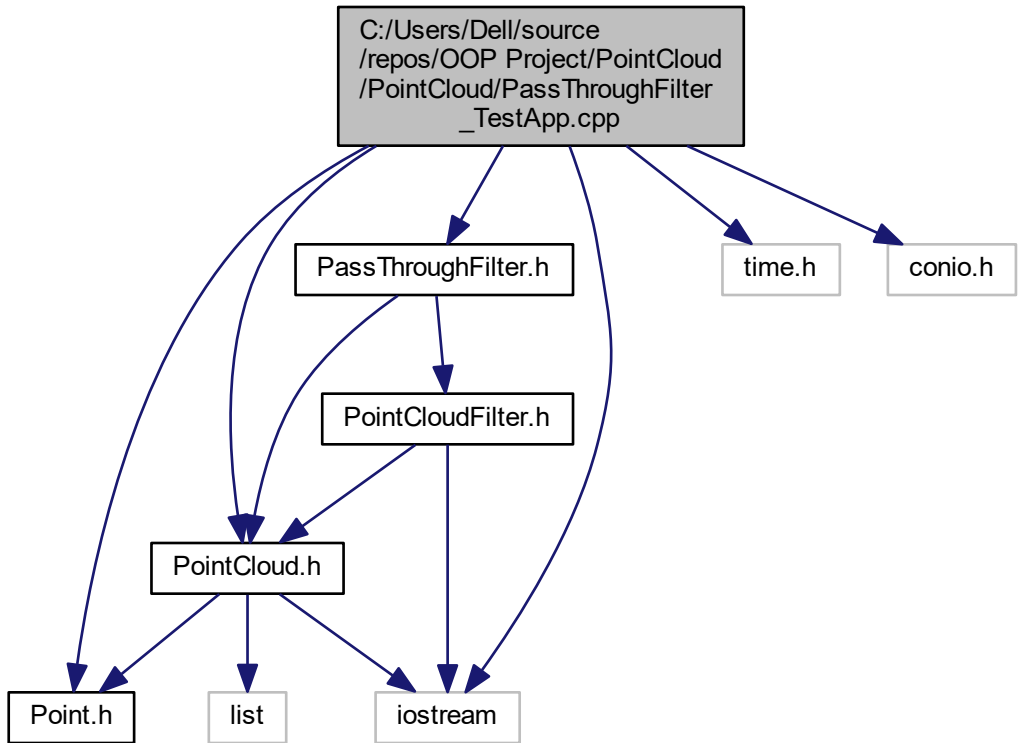 C:/Users/Dell/source
/repos/OOP Project/PointCloud
/PointCloud/PassThroughFilter
_TestApp.cpp
PassThroughFilter.h
time.h
conio.h
PointCloudFilter.h
PointCloud.h
Point.h
list
iostream